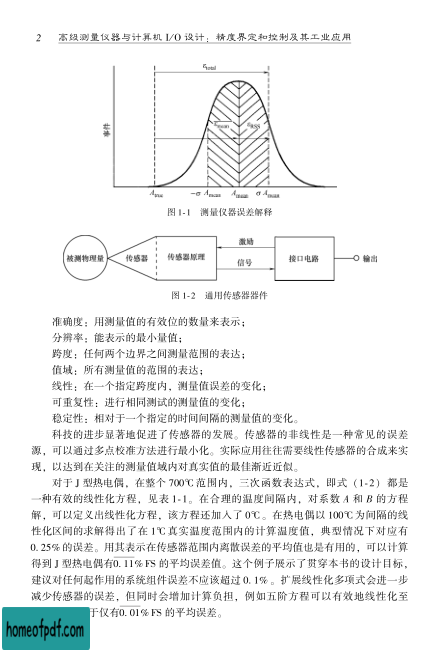 2 高级测量仪器与计算机 I/O 设计：精度界定和控制及其工业应用
εtotal
事件
εmean εRSS
Atrue −σ Amean Amean σ Amean
图 1-1 测量仪器误差解释
被测物理量 传感器 传感器原理 激励 信号 接口电路 输出
图 1-2 通用传感器器件
准确度：用测量值的有效位的数量来表示；
分辨率：能表示的最小量值；
跨度：任何两个边界之间测量范围的表达；
值域：所有测量值的范围的表达；
线性：在一个指定跨度内，测量值误差的变化；
可重复性：进行相同测试的测量值的变化；
稳定性：相对于一个指定的时间间隔的测量值的变化。
科技的进步显著地促进了传感器的发展。传感器的非线性是一种常见的误差
源，可以通过多点校准方法进行最小化。实际应用往往需要线性传感器的合成来实
现，以达到在关注的测量值域内对真实值的最佳渐近近似。
对于 J 型热电偶，在整个 700℃ 范围内，三次函数表达式，即式（1-2）都是
一种有效的线性化方程，见表 1-1。在合理的温度间隔内，对系数 A 和 B 的方程
解，可以定义出线性化方程，该方程还加入了 0℃。在热电偶以 100℃ 为间隔的线
性化区间的求解得出了在 1℃ 真实温度范围内的计算温度值，典型情况下对应有
0.25% 的误差。用其表示在传感器范围内离散误差的平均值也是有用的，可以计算
得到 J 型热电偶有0.11% FS 的平均误差值。这个例子展示了贯穿本书的设计目标，
建议对任何起作用的系统组件误差不应该超过 0.1%。扩展线性化多项式会进一步
减少传感器的误差，但同时会增加计算负担，例如五阶方程可以有效地线性化至
于仅有0.01% FS 的平均误差。
homeofpdf.com